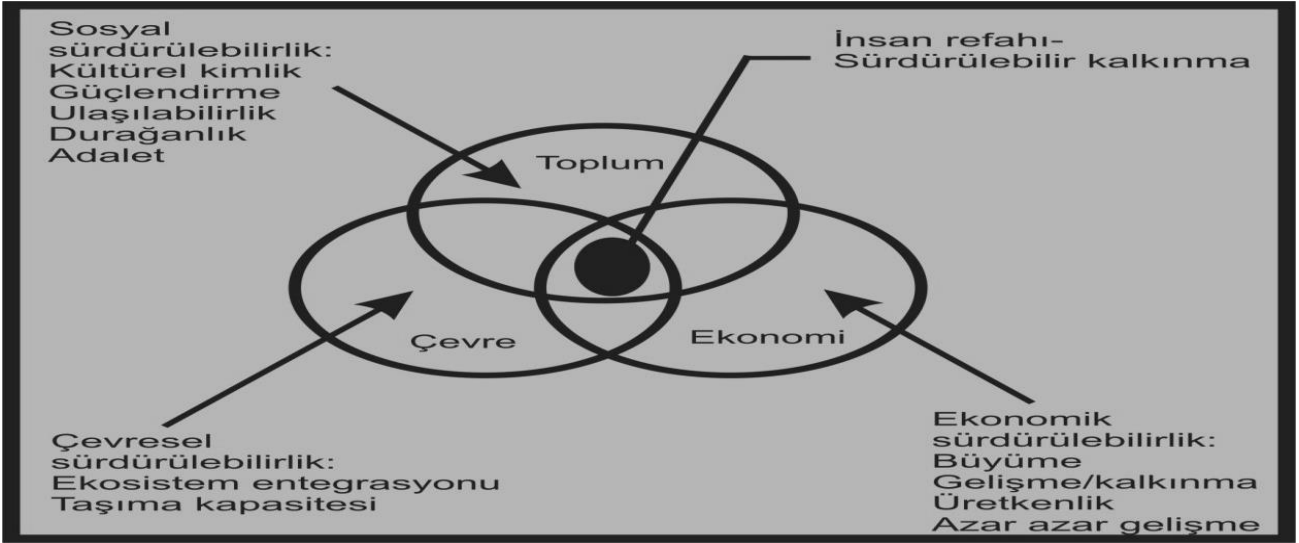 Sosyal
sürdürülebilirlik:
Kültürel kimlik
Güçlendirme
Ulaşılabilirlik
Durağanlık
Adalet
İnsan refahı-
Sürdürülebilir kalkınma
Toplum
Çevre
Ekonomi
Çevresel
sürdürülebilirlik:
Ekosistem entegrasyonu
Taşıma kapasitesi
Ekonomik
sürdürülebilirlik:
Büyüme
Gelişme/kalkınma
Üretkenlik
Azar azar gelişme